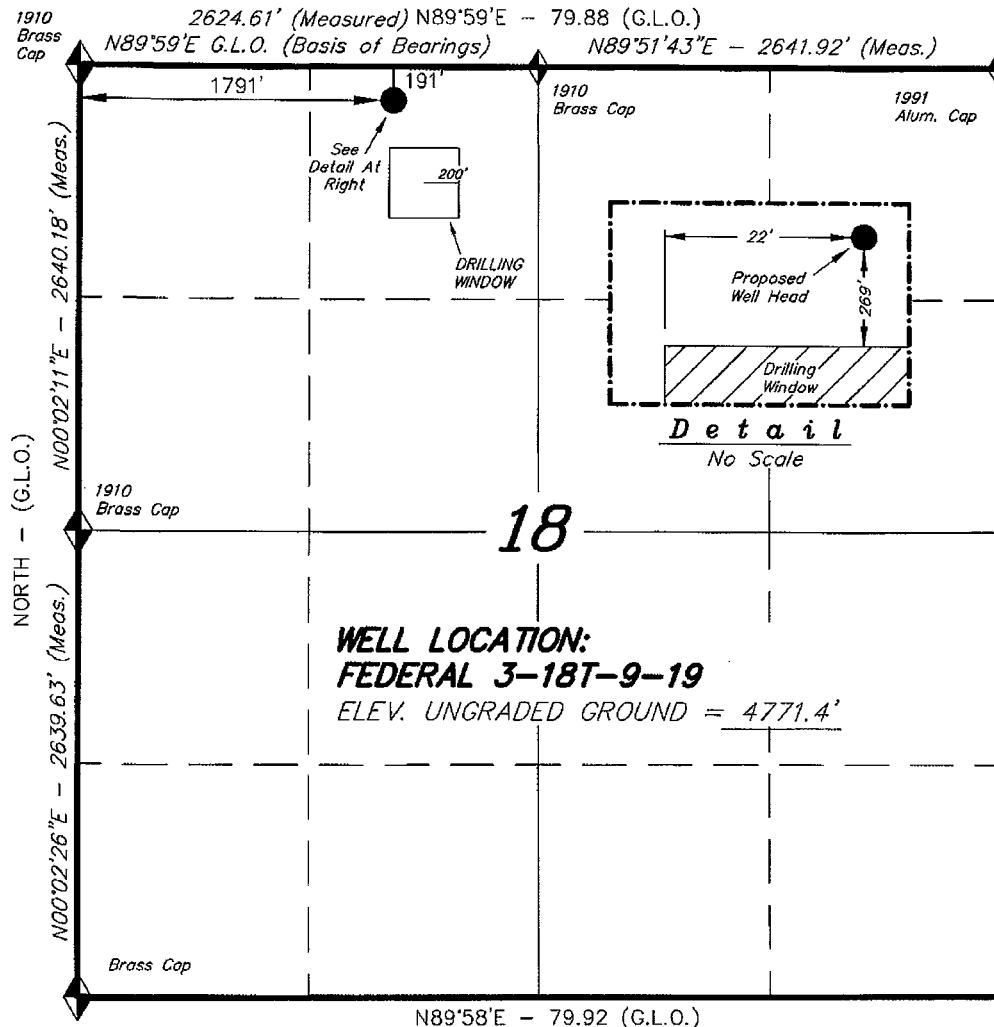 1910
Brass
Cap
2624.61' (Measured) N89°59'E - 79.88 (G.L.O.)
N89°59'E G.L.O. (Basis of Bearings)
N89°51'43"E - 2641.92' (Meas.)
1791'
191'
1910
Brass Cap
1991
Alum. Cap
See
Detail At
Right
200'
DRILLING
WINDOW
22'
Proposed
Well Head
269'
Drilling
Window
Detail
No Scale
N00°02'11"E - 2640.18' (Meas.)
NORTH - (G.L.O.)
1910
Brass Cap
18
WELL LOCATION:
FEDERAL 3-18T-9-19
ELEV. UNGRADED GROUND = 4771.4'
N00°02'26"E - 2639.63' (Meas.)
Brass Cap
N89°58'E - 79.92 (G.L.O.)